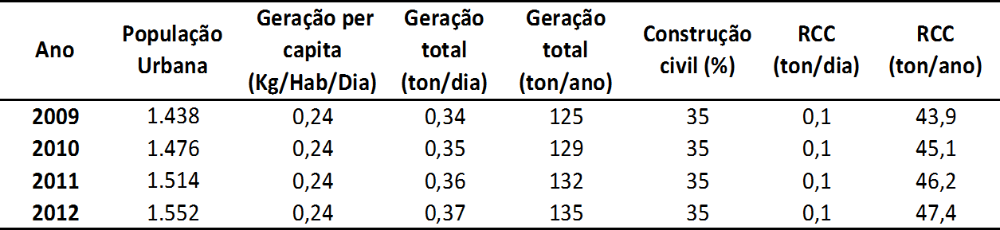 Ano População Urbana Geração per capita (Kg/Hab/Dia) Geração total (ton/dia) Geração total (ton/ano) Construção civil (%) RCC (ton/dia) RCC (ton/ano)
2009 1.438 0,24 0,34 125 35 0,1 43,9
2010 1.476 0,24 0,35 129 35 0,1 45,1
2011 1.514 0,24 0,36 132 35 0,1 46,2
2012 1.552 0,24 0,37 135 35 0,1 47,4